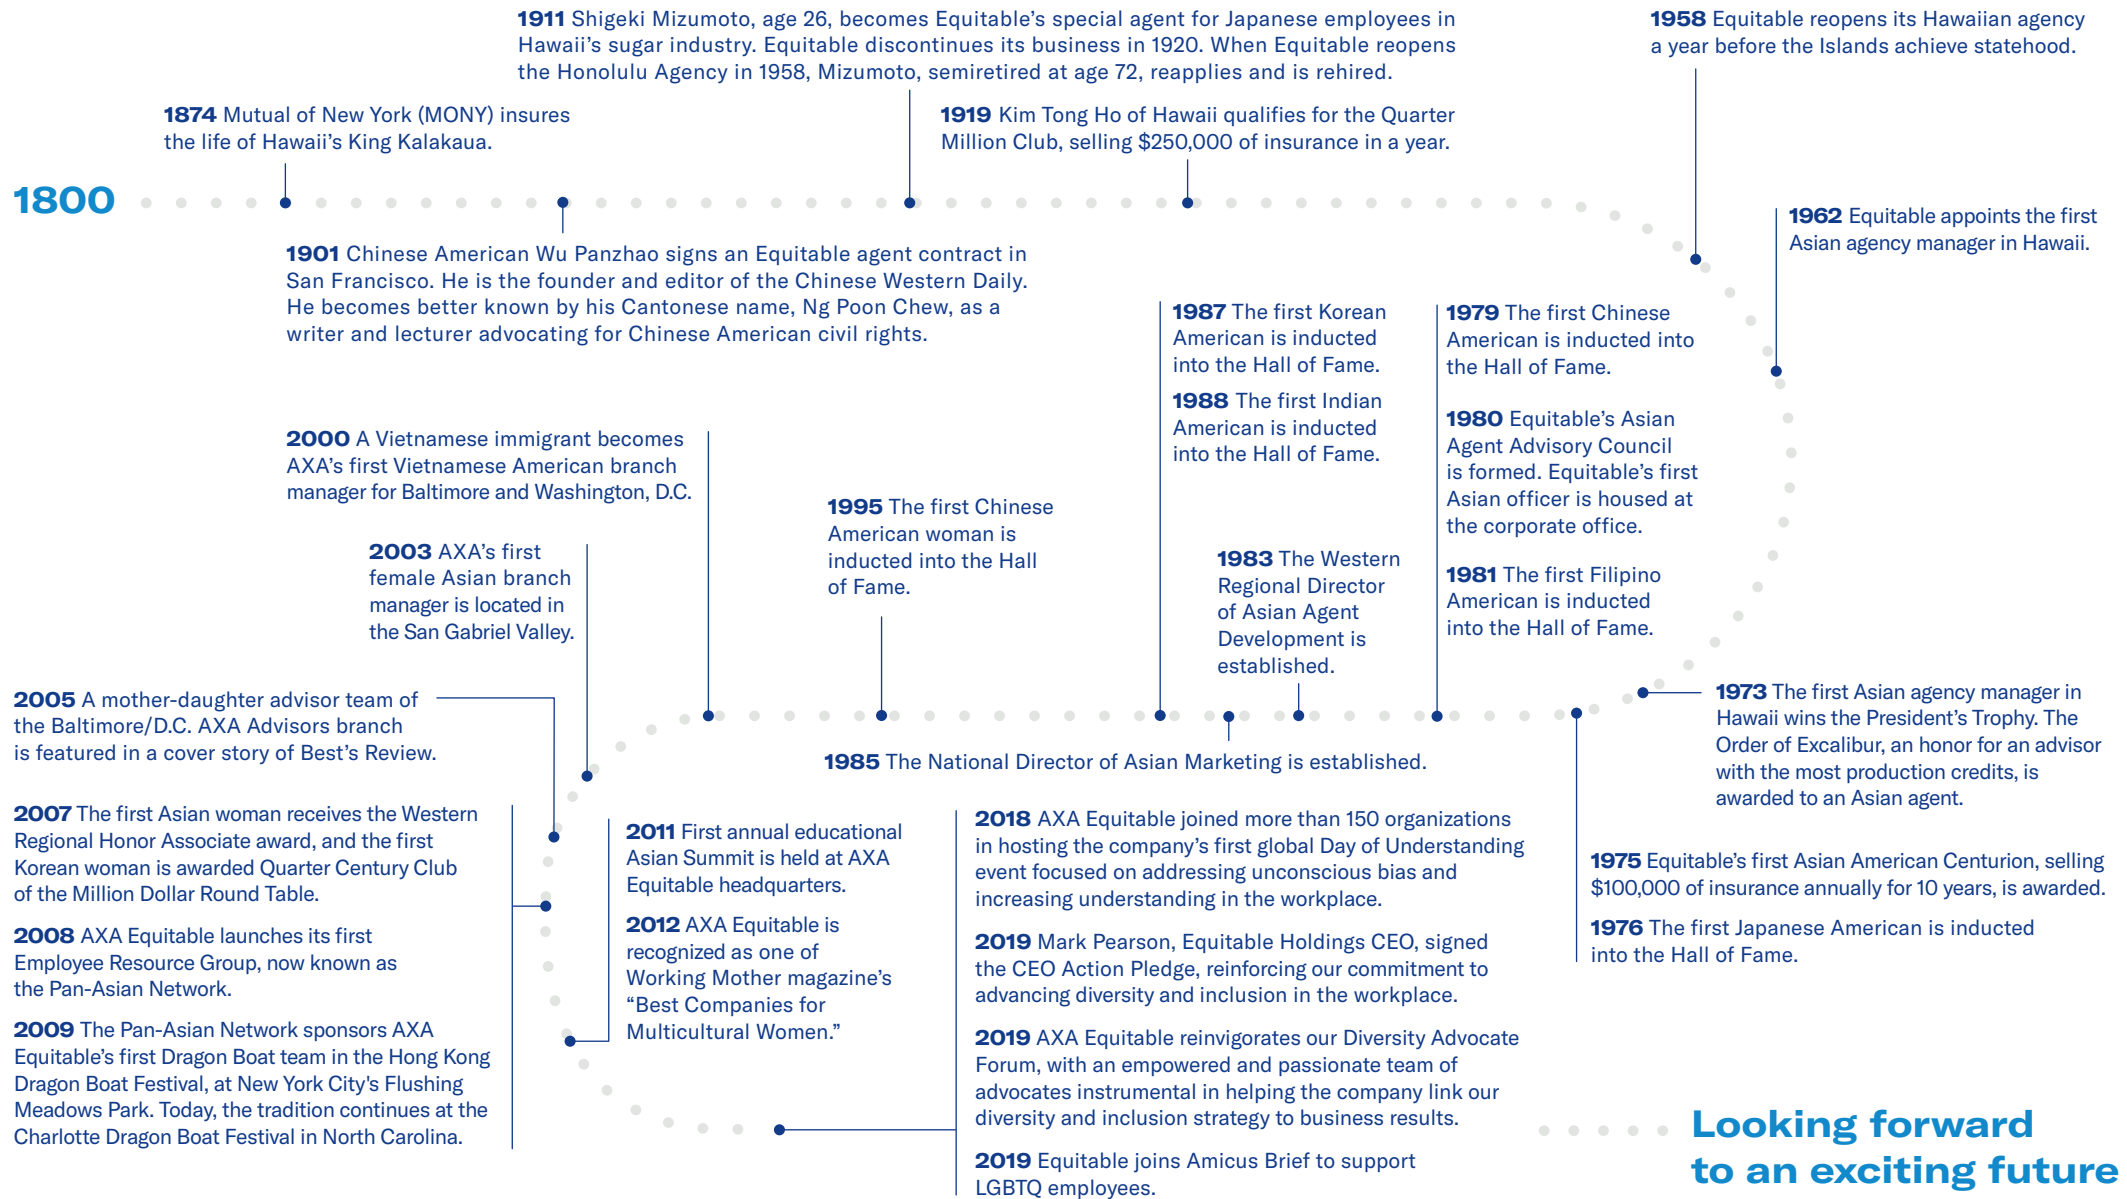 1911 Shigeki Mizumoto, age 26, becomes Equitable’s special agent for Japanese employees in
Hawaii’s sugar industry. Equitable discontinues its business in 1920. When Equitable reopens
the Honolulu Agency in 1958, Mizumoto, semiretired at age 72, reapplies and is rehired.
1958 Equitable reopens its Hawaiian agency
a year before the Islands achieve statehood.
1874 Mutual of New York (MONY) insures
the life of Hawaii’s King Kalakaua.
1919 Kim Tong Ho of Hawaii qualifies for the Quarter
Million Club, selling $250,000 of insurance in a year.
1800
1901 Chinese American Wu Panzhao signs an Equitable agent contract in
San Francisco. He is the founder and editor of the Chinese Western Daily.
He becomes better known by his Cantonese name, Ng Poon Chew, as a
writer and lecturer advocating for Chinese American civil rights.
1962 Equitable appoints the first
Asian agency manager in Hawaii.
1987 The first Korean
American is inducted
into the Hall of Fame.
1988 The first Indian
American is inducted
into the Hall of Fame.
1979 The first Chinese
American is inducted into
the Hall of Fame.
1980 Equitable’s Asian
Agent Advisory Council
is formed. Equitable’s first
Asian officer is housed at
the corporate office.
1981 The first Filipino
American is inducted
into the Hall of Fame.
2000 A Vietnamese immigrant becomes
AXA’s first Vietnamese American branch
manager for Baltimore and Washington, D.C.
1995 The first Chinese
American woman is
inducted into the Hall
of Fame.
1983 The Western
Regional Director
of Asian Agent
Development is
established.
2003 AXA’s first
female Asian branch
manager is located in
the San Gabriel Valley.
2005 A mother-daughter advisor team of
the Baltimore/D.C. AXA Advisors branch
is featured in a cover story of Best’s Review.
1985 The National Director of Asian Marketing is established.
1973 The first Asian agency manager in
Hawaii wins the President’s Trophy. The
Order of Excalibur, an honor for an advisor
with the most production credits, is
awarded to an Asian agent.
1975 Equitable’s first Asian American Centurion, selling
$100,000 of insurance annually for 10 years, is awarded.
1976 The first Japanese American is inducted
into the Hall of Fame.
2007 The first Asian woman receives the Western
Regional Honor Associate award, and the first
Korean woman is awarded Quarter Century Club
of the Million Dollar Round Table.
2008 AXA Equitable launches its first
Employee Resource Group, now known as
the Pan-Asian Network.
2009 The Pan-Asian Network sponsors AXA
Equitable’s first Dragon Boat team in the Hong Kong
Dragon Boat Festival, at New York City's Flushing
Meadows Park. Today, the tradition continues at the
Charlotte Dragon Boat Festival in North Carolina.
2011 First annual educational
Asian Summit is held at AXA
Equitable headquarters.
2012 AXA Equitable is
recognized as one of
Working Mother magazine’s
“Best Companies for
Multicultural Women.”
2018 AXA Equitable joined more than 150 organizations
in hosting the company’s first global Day of Understanding
event focused on addressing unconscious bias and
increasing understanding in the workplace.
2019 Mark Pearson, Equitable Holdings CEO, signed
the CEO Action Pledge, reinforcing our commitment to
advancing diversity and inclusion in the workplace.
2019 AXA Equitable reinvigorates our Diversity Advocate
Forum, with an empowered and passionate team of
advocates instrumental in helping the company link our
diversity and inclusion strategy to business results.
2019 Equitable joins Amicus Brief to support
LGBTQ employees.
Looking forward
to an exciting future